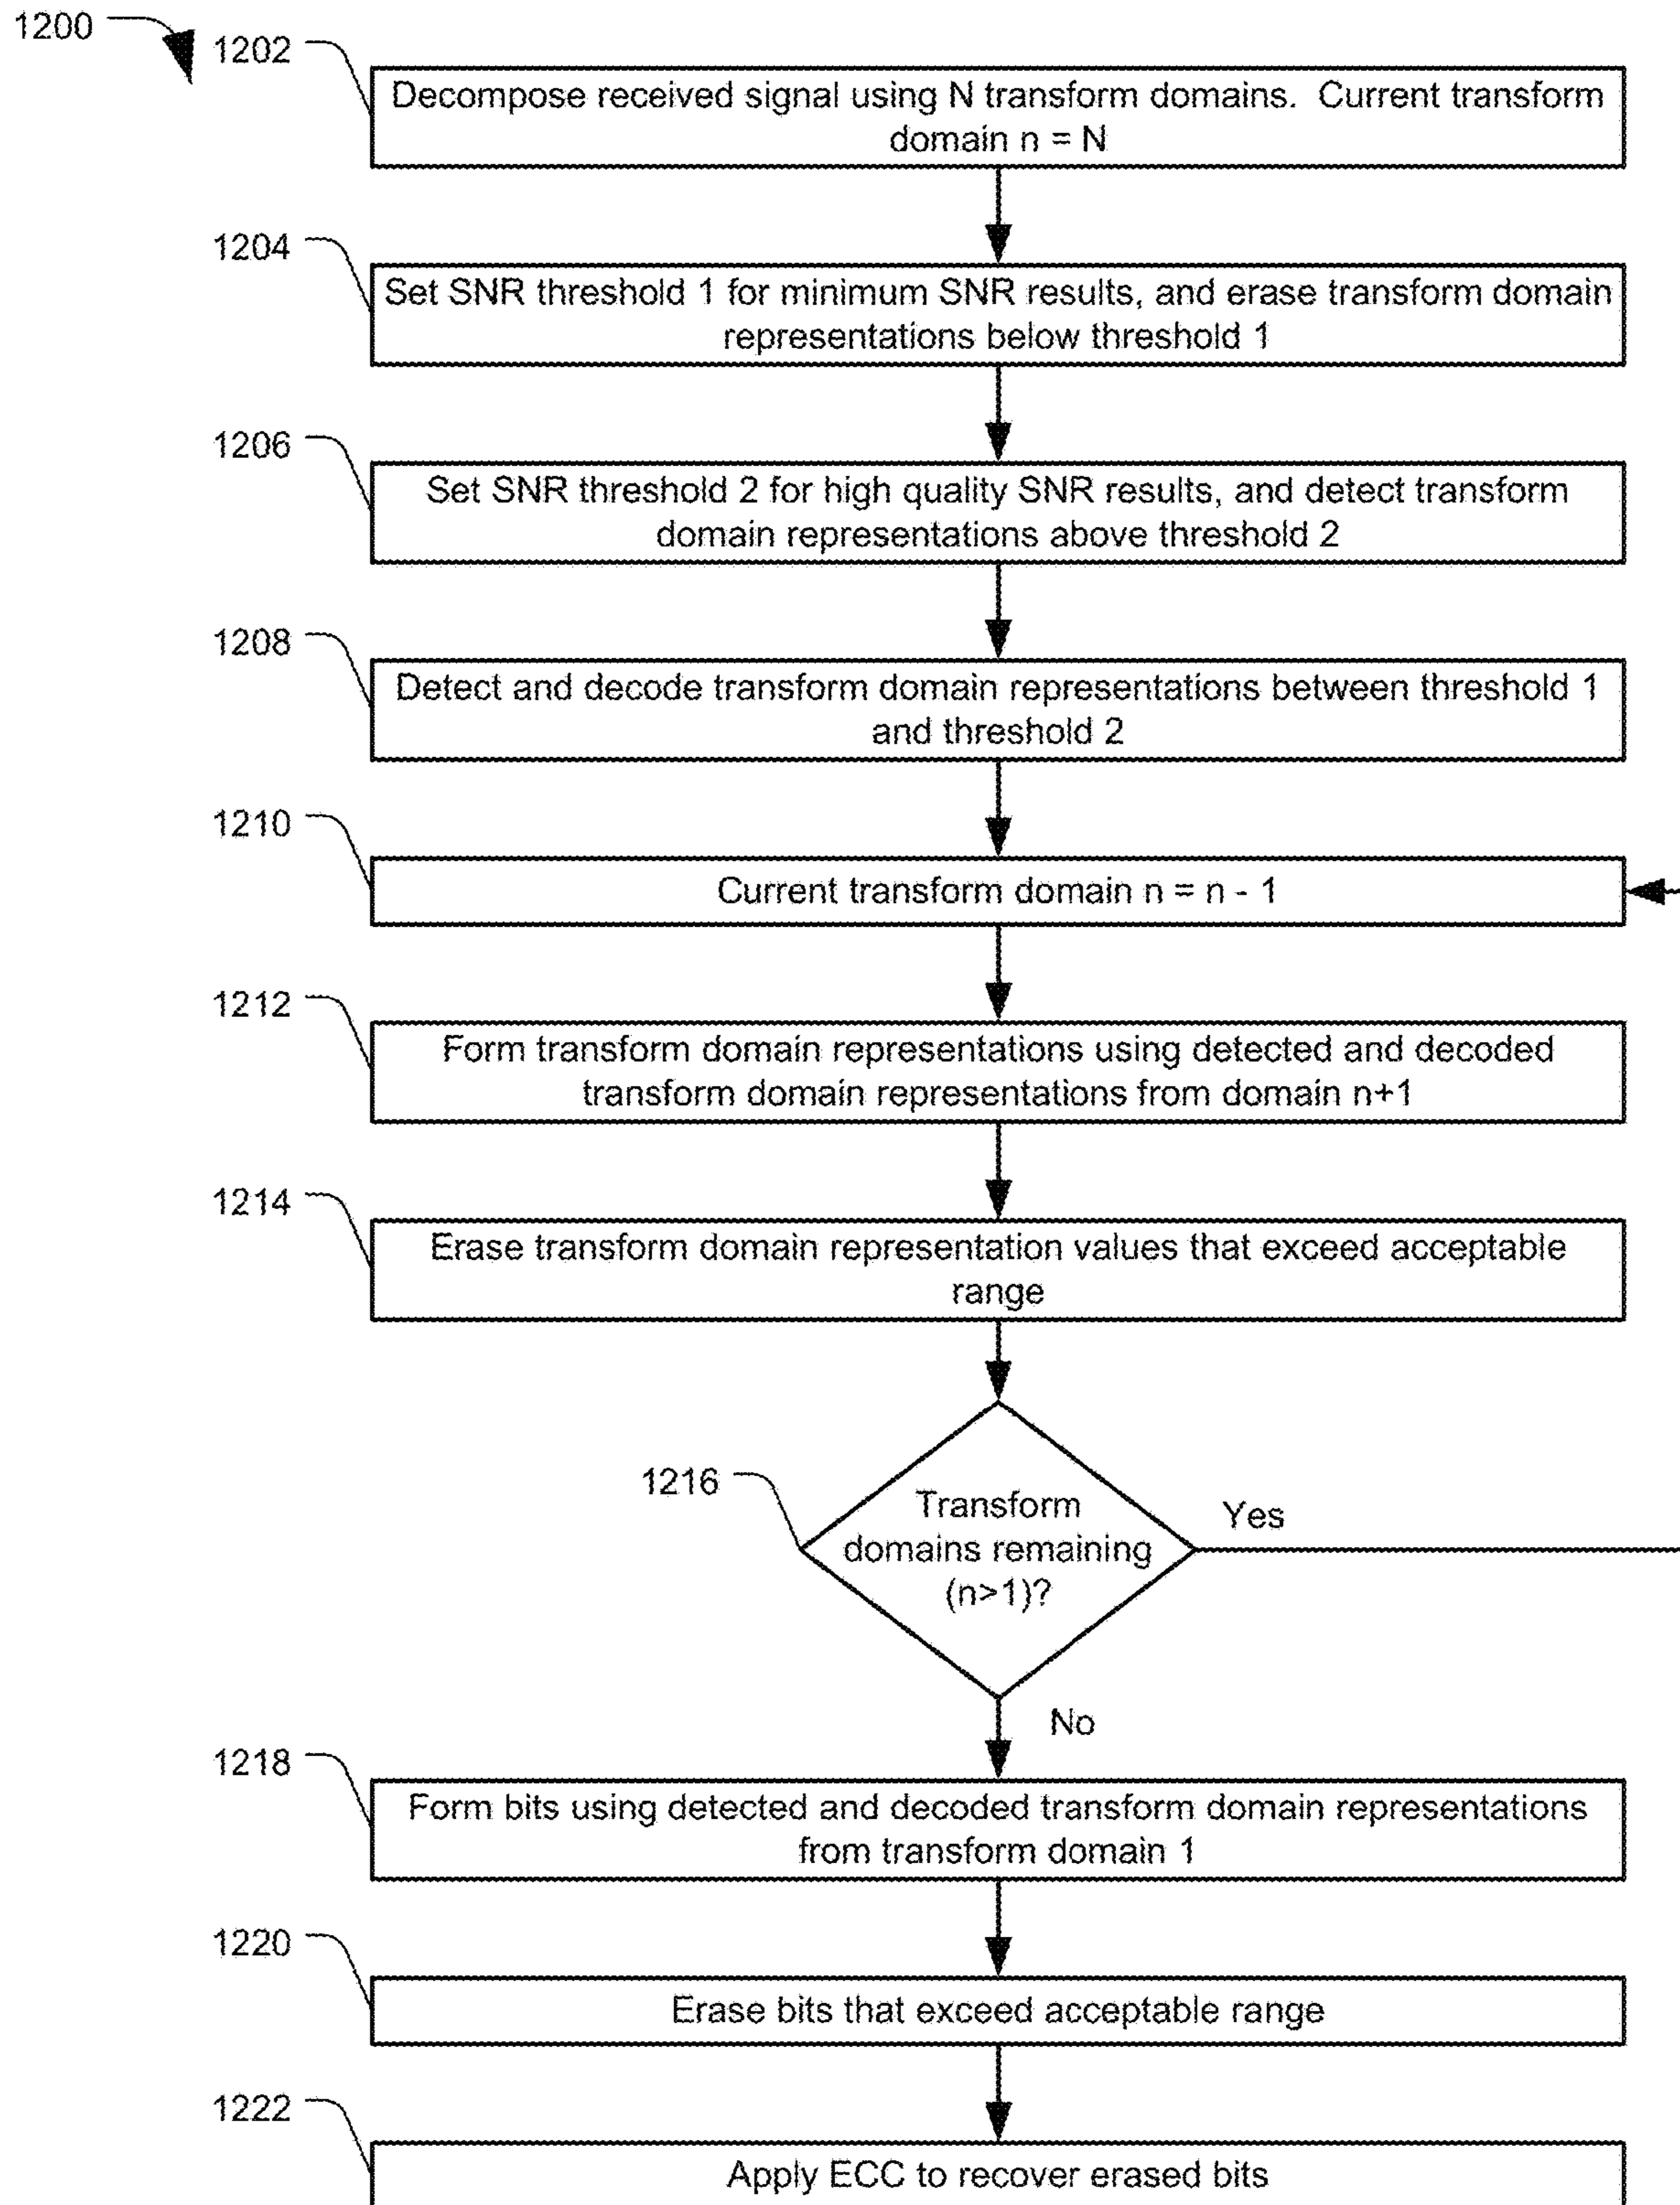 1200
1202
Decompose received signal using N transform domains. Current transform
domain n = N
1204
Set SNR threshold 1 for minimum SNR results, and erase transform domain
representations below threshold 1
1206
Set SNR threshold 2 for high quality SNR results, and detect transform
domain representations above threshold 2
1208
Detect and decode transform domain representations between threshold 1
and threshold 2
1210
Current transform domain n = n - 1
1212
Form transform domain representations using detected and decoded
transform domain representations from domain n+1
1214
Erase transform domain representation values that exceed acceptable
range
1216
Transform
domains remaining
(n>1)?
Yes
No
1218
Form bits using detected and decoded transform domain representations
from transform domain 1
1220
Erase bits that exceed acceptable range
1222
Apply ECC to recover erased bits